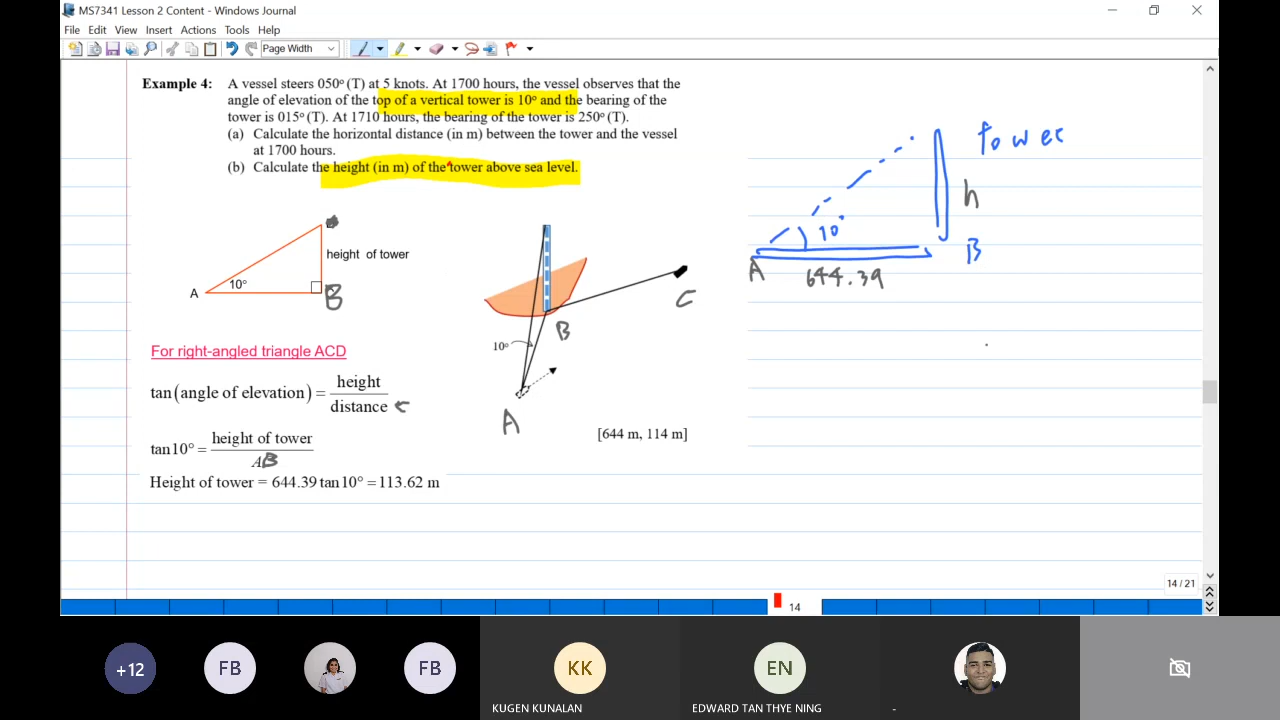 MS7341 Lesson 2 Content - Windows Journal
File Edit View Insert Actions Tools Help
Page Width
Example 4: A vessel steers 050° (T) at 5 knots. At 1700 hours, the vessel observes that the
angle of elevation of the top of a vertical tower is 10° and the bearing of the
tower is 015° (T). At 1710 hours, the bearing of the tower is 250° (T).
(a) Calculate the horizontal distance (in m) between the tower and the vessel
at 1700 hours.
(b) Calculate the height (in m) of the tower above sea level.
tower
h
10°
A
B
644.39
height of tower
10°
A
B
C
B
10°
A
For right-angled triangle ACD
tan(angle of elevation) = height
distance
[644 m, 114 m]
tan10° = height of tower
AB
Height of tower = 644.39 tan10° = 113.62 m
14 / 21
14
+12
FB
FB
KK
EN
KUGEN KUNALAN
EDWARD TAN THYE NING
-